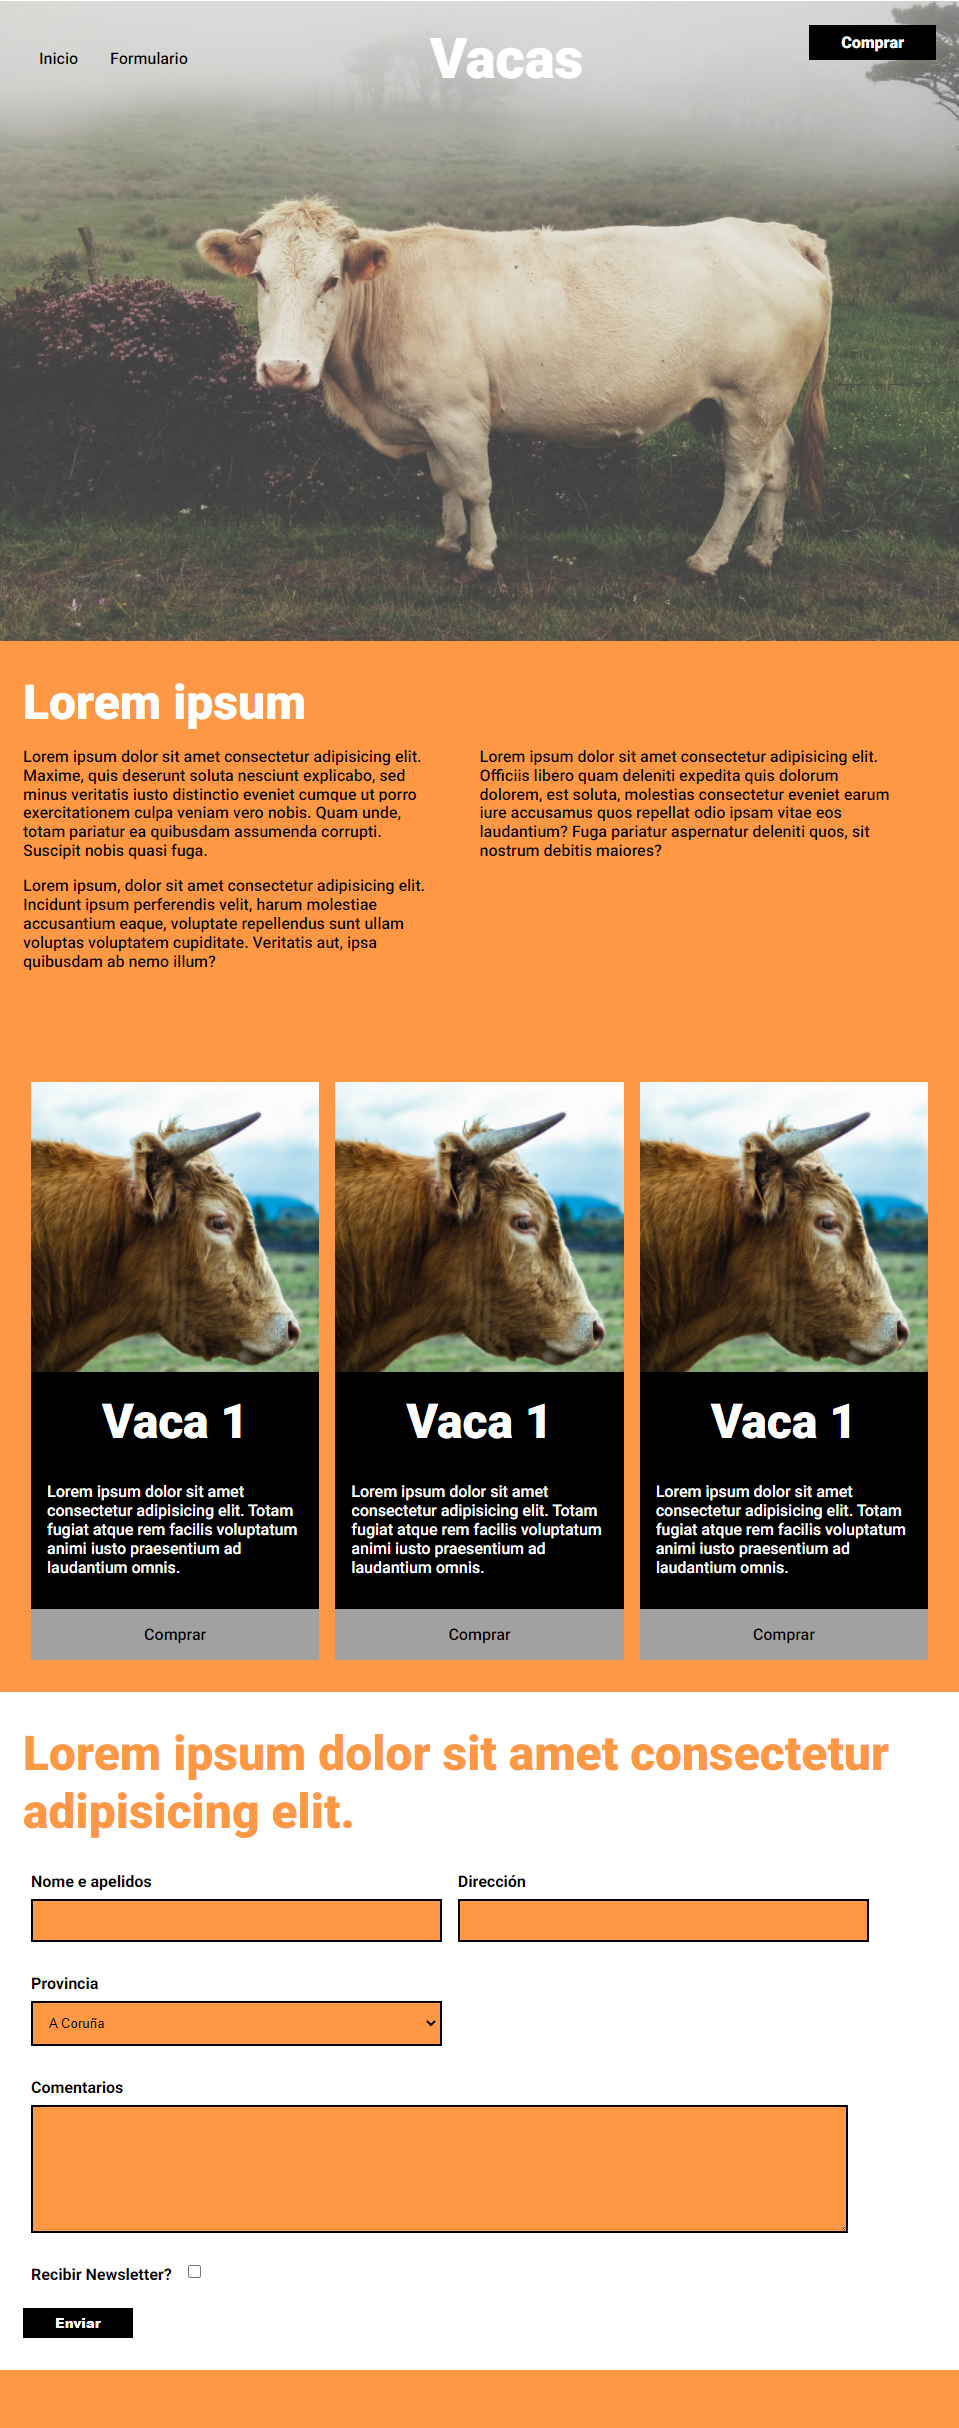 Inicio Formulario Vacas Comprar
Lorem ipsum
Lorem ipsum dolor sit amet consectetur adipisicing elit.
Maxime, quis deserunt soluta nesciunt explicabo, sed
minus veritatis iusto distinctio eveniet cumque ut porro
exercitationem culpa veniam vero nobis. Quam unde,
totam pariatur ea quibusdam assumenda corrupti.
Suscipit nobis quasi fuga.
Lorem ipsum, dolor sit amet consectetur adipisicing elit.
Incidunt ipsum perferendis velit, harum molestiae
accusantium eaque, voluptate repellendus sunt ullam
voluptas voluptatem cupiditate. Veritatis aut, ipsa
quibusdam ab nemo illum?
Lorem ipsum dolor sit amet consectetur adipisicing elit.
Officiis libero quam deleniti expedita quis dolorum
dolorem, est soluta, molestias consectetur eveniet earum
iure accusamus quos repellat odio ipsam vitae eos
laudantium? Fuga pariatur aspernatur deleniti quos, sit
nostrum debitis maiores?
Vaca 1
Lorem ipsum dolor sit amet
consectetur adipisicing elit. Totam
fugiat atque rem facilis voluptatum
animi iusto praesentium ad
laudantium omnis.
Comprar
Vaca 1
Lorem ipsum dolor sit amet
consectetur adipisicing elit. Totam
fugiat atque rem facilis voluptatum
animi iusto praesentium ad
laudantium omnis.
Comprar
Vaca 1
Lorem ipsum dolor sit amet
consectetur adipisicing elit. Totam
fugiat atque rem facilis voluptatum
animi iusto praesentium ad
laudantium omnis.
Comprar
Lorem ipsum dolor sit amet consectetur
adipisicing elit.
Nome e apelidos
Dirección
Provincia
A Coruña
Comentarios
Recibir Newsletter?
Enviar